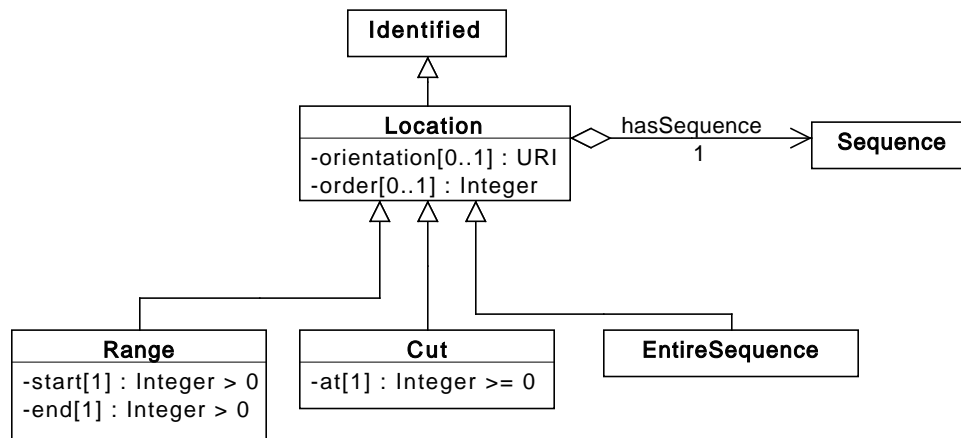 Identified
Location
-orientation[0..1] : URI
-order[0..1] : Integer
hasSequence
1
Sequence
Range
-start[1] : Integer > 0
-end[1] : Integer > 0
Cut
-at[1] : Integer >= 0
EntireSequence